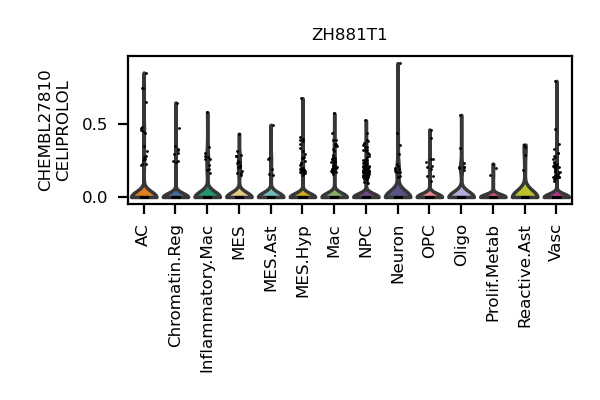 ZH881T1
CHEMBL27810
CELIPROLOL
0.5
0.0
AC
Chromatin.Reg
Inflammatory.Mac
MES
MES.Ast
MES.Hyp
Mac
NPC
Neuron
OPC
Oligo
Prolif.Metab
Reactive.Ast
Vasc